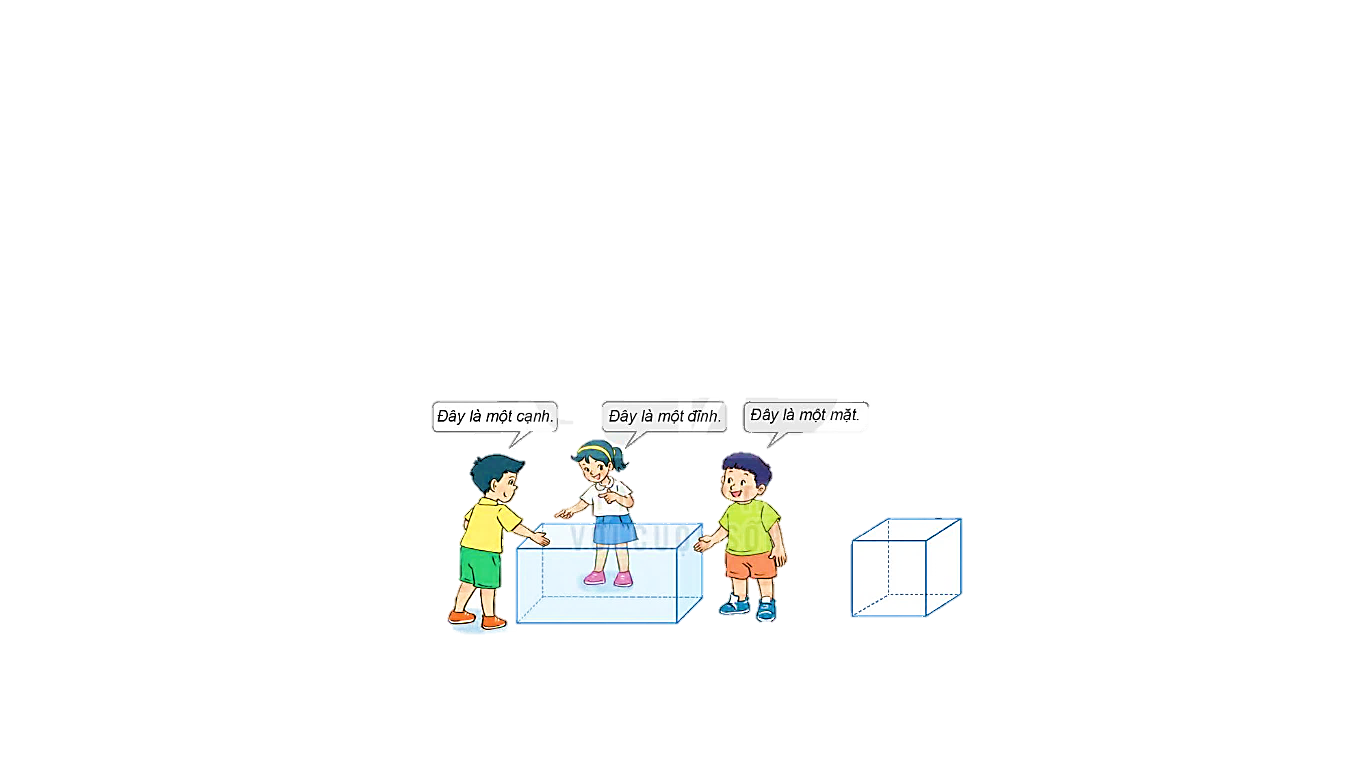 Đây là một cạnh.
Đây là một đỉnh.
Đây là một mặt.